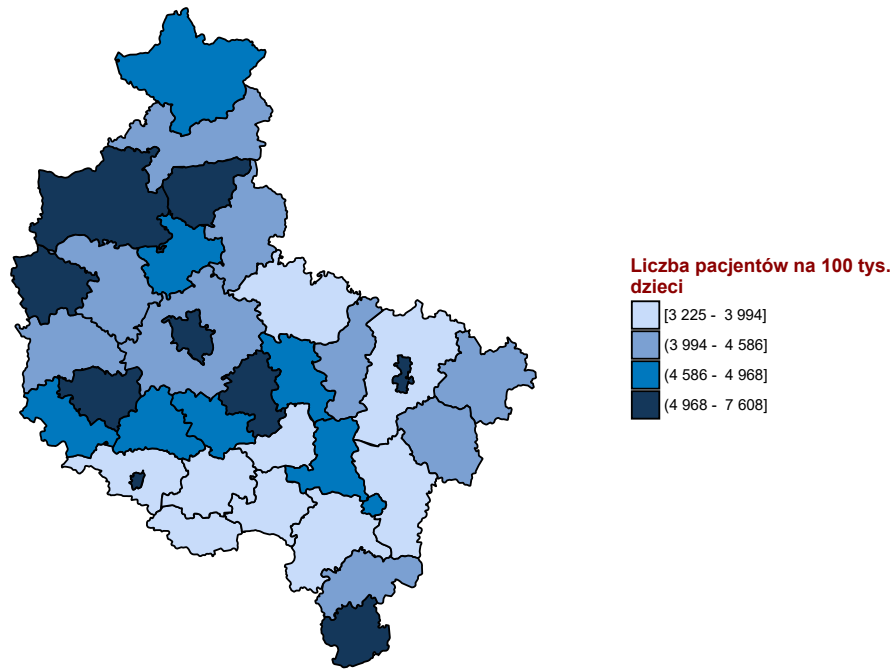 Liczba pacjentów na 100 tys.
dzieci
[3 225 - 3 994]
(3 994 - 4 586]
(4 586 - 4 968]
(4 968 - 7 608]